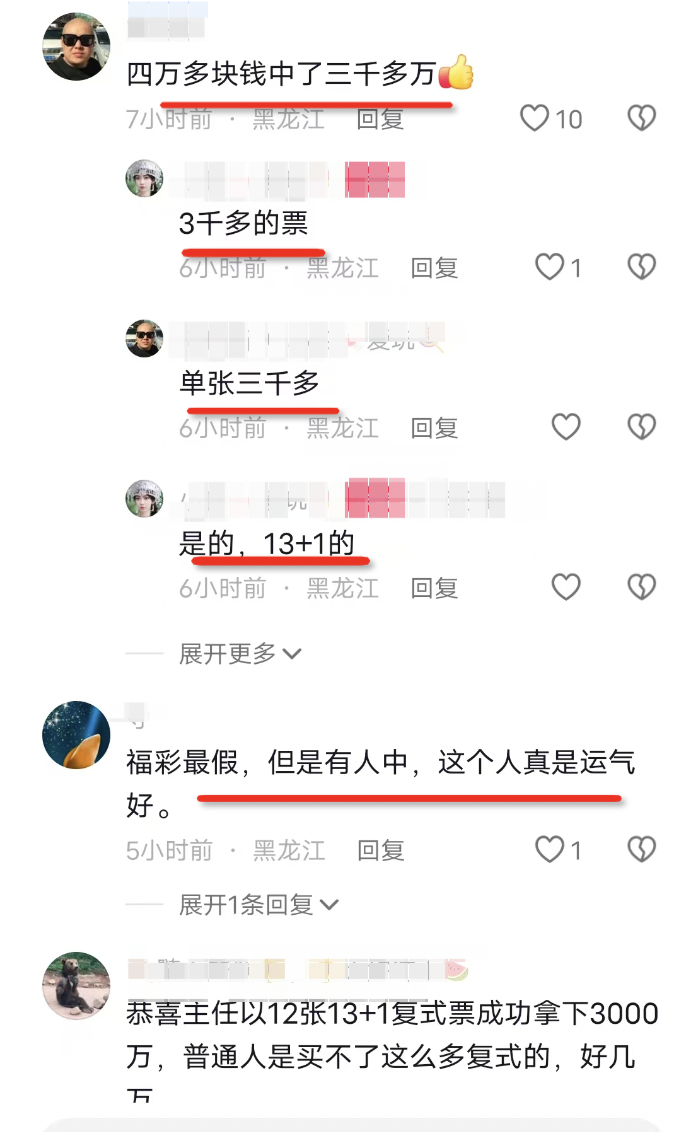 四万多块钱中了三千多万👍
7小时前 · 黑龙江 回复 10
3千多的票
6小时前 · 黑龙江 回复 1
单张三千多
6小时前 · 黑龙江 回复
是的，13+1的
6小时前 · 黑龙江 回复
展开更多
福彩最假，但是有人中，这个人真是运气
好。
5小时前 · 黑龙江 回复 1
展开1条回复
恭喜主任以12张13+1复式票成功拿下3000
万，普通人是买不了这么多复式的，好几
万